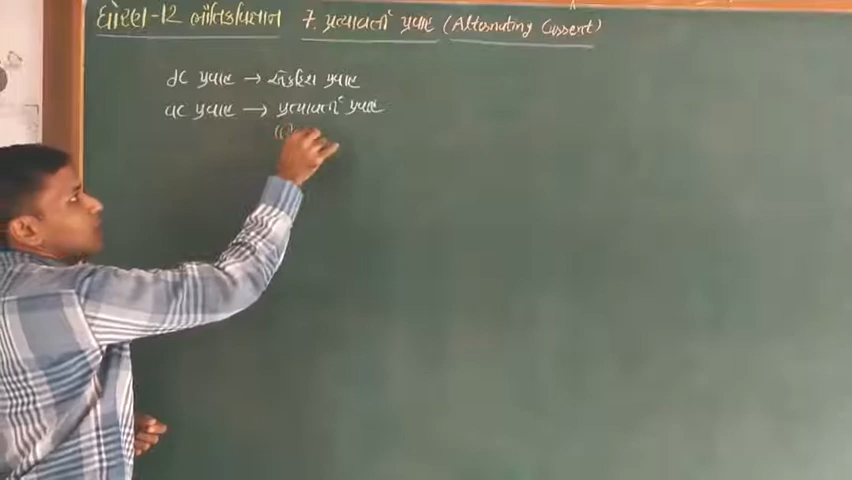 ધોરણ-12 ભૌતિકવિજ્ઞાન 7. પ્રત્યાવર્તી પ્રવાહ (Alternating Current)
dc પ્રવાહ → એકદિશ પ્રવાહ
ac પ્રવાહ → પ્રત્યાવર્તી પ્રવાહ